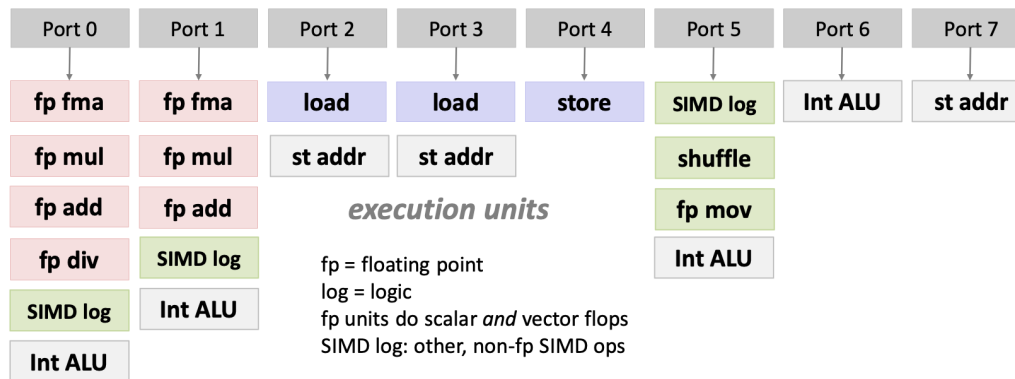 Port 0 Port 1 Port 2 Port 3 Port 4 Port 5 Port 6 Port 7
fp fma fp fma load load store SIMD log Int ALU st addr
fp mul fp mul st addr st addr shuffle
fp add fp add execution units fp mov
fp div SIMD log fp = floating point Int ALU
log = logic
SIMD log Int ALU fp units do scalar and vector flops
SIMD log: other, non-fp SIMD ops
Int ALU